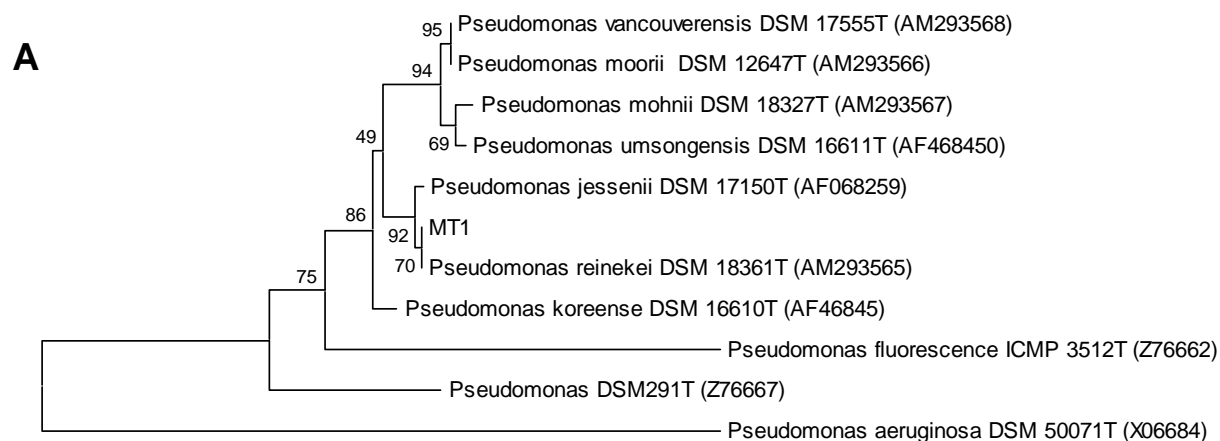 A
95
Pseudomonas vancouverensis DSM 17555T (AM293568)
Pseudomonas moorii DSM 12647T (AM293566)
94
Pseudomonas mohnii DSM 18327T (AM293567)
69
Pseudomonas umsongensis DSM 16611T (AF468450)
49
Pseudomonas jessenii DSM 17150T (AF068259)
86
MT1
92
70
Pseudomonas reinekei DSM 18361T (AM293565)
75
Pseudomonas koreense DSM 16610T (AF46845)
Pseudomonas fluorescence ICMP 3512T (Z76662)
Pseudomonas DSM291T (Z76667)
Pseudomonas aeruginosa DSM 50071T (X06684)